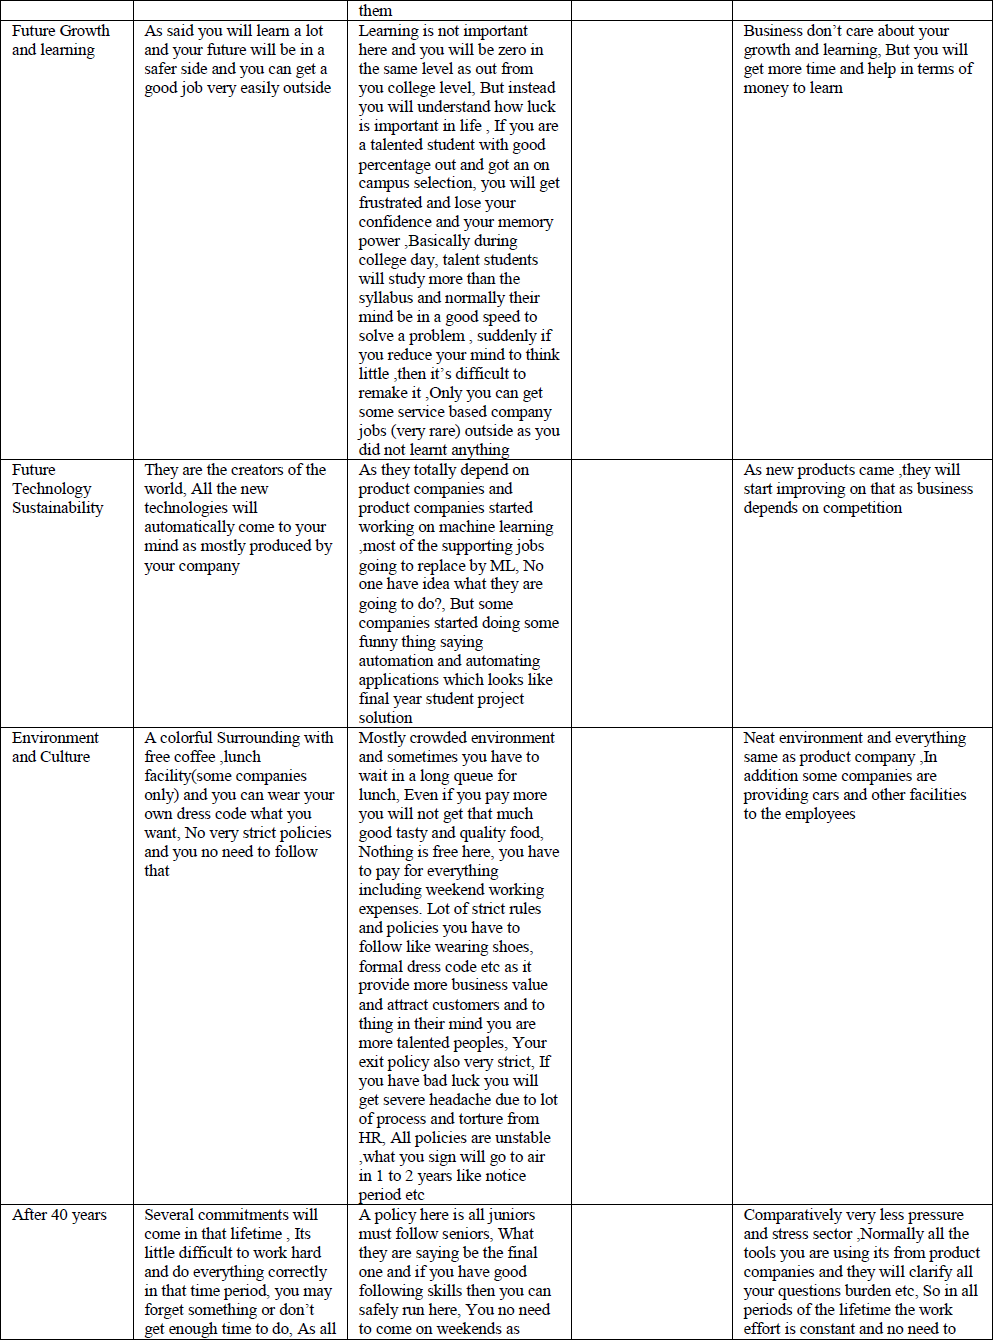 them
Future Growth
and learning
As said you will learn a lot
and your future will be in a
safer side and you can get a
good job very easily outside
Learning is not important
here and you will be zero in
the same level as out from
you college level, But instead
you will understand how luck
is important in life , If you are
a talented student with good
percentage out and got an on
campus selection, you will get
frustrated and lose your
confidence and your memory
power ,Basically during
college day, talent students
will study more than the
syllabus and normally their
mind be in a good speed to
solve a problem , suddenly if
you reduce your mind to think
little ,then it’s difficult to
remake it ,Only you can get
some service based company
jobs (very rare) outside as you
did not learnt anything
Business don’t care about your
growth and learning, But you will
get more time and help in terms of
money to learn
Future
Technology
Sustainability
They are the creators of the
world, All the new
technologies will
automatically come to your
mind as mostly produced by
your company
As they totally depend on
product companies and
product companies started
working on machine learning
,most of the supporting jobs
going to replace by ML, No
one have idea what they are
going to do?, But some
companies started doing some
funny thing saying
automation and automating
applications which looks like
final year student project
solution
As new products came ,they will
start improving on that as business
depends on competition
Environment
and Culture
A colorful Surrounding with
free coffee ,lunch
facility(some companies
only) and you can wear your
own dress code what you
want, No very strict policies
and you no need to follow
that
Mostly crowded environment
and sometimes you have to
wait in a long queue for
lunch, Even if you pay more
you will not get that much
good tasty and quality food,
Nothing is free here, you have
to pay for everything
including weekend working
expenses. Lot of strict rules
and policies you have to
follow like wearing shoes,
formal dress code etc as it
provide more business value
and attract customers and to
thing in their mind you are
more talented peoples, Your
exit policy also very strict, If
you have bad luck you will
get severe headache due to lot
of process and torture from
HR, All policies are unstable
,what you sign will go to air
in 1 to 2 years like notice
period etc
Neat environment and everything
same as product company ,In
addition some companies are
providing cars and other facilities
to the employees
After 40 years
Several commitments will
come in that lifetime , Its
little difficult to work hard
and do everything correctly
in that time period, you may
forget something or don’t
get enough time to do, As all
A policy here is all juniors
must follow seniors, What
they are saying be the final
one and if you have good
following skills then you can
safely run here, You no need
to come on weekends as
Comparatively very less pressure
and stress sector ,Normally all the
tools you are using its from product
companies and they will clarify all
your questions burden etc, So in all
periods of the lifetime the work
effort is constant and no need to